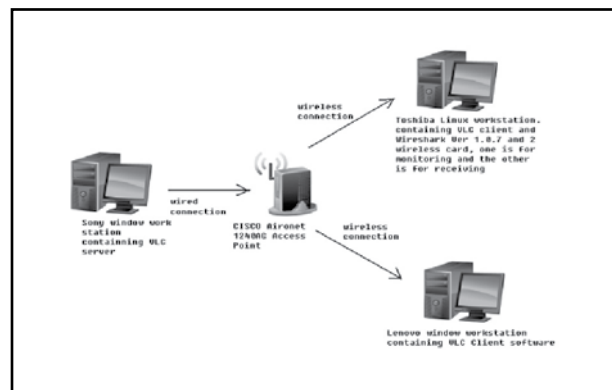 wireless
connection
Toshiba Linux workstation.
containing VLC client and
Wireshark Ver 1.8.7 and 2
wireless card, one is for
monitoring and the other
is for receiving
wired
connection
Sony window work
station
containning VLC
server
CISCO Aironet
1240AG Access
Point
wireless
connection
Lenovo window workstation
containing VLC Client software